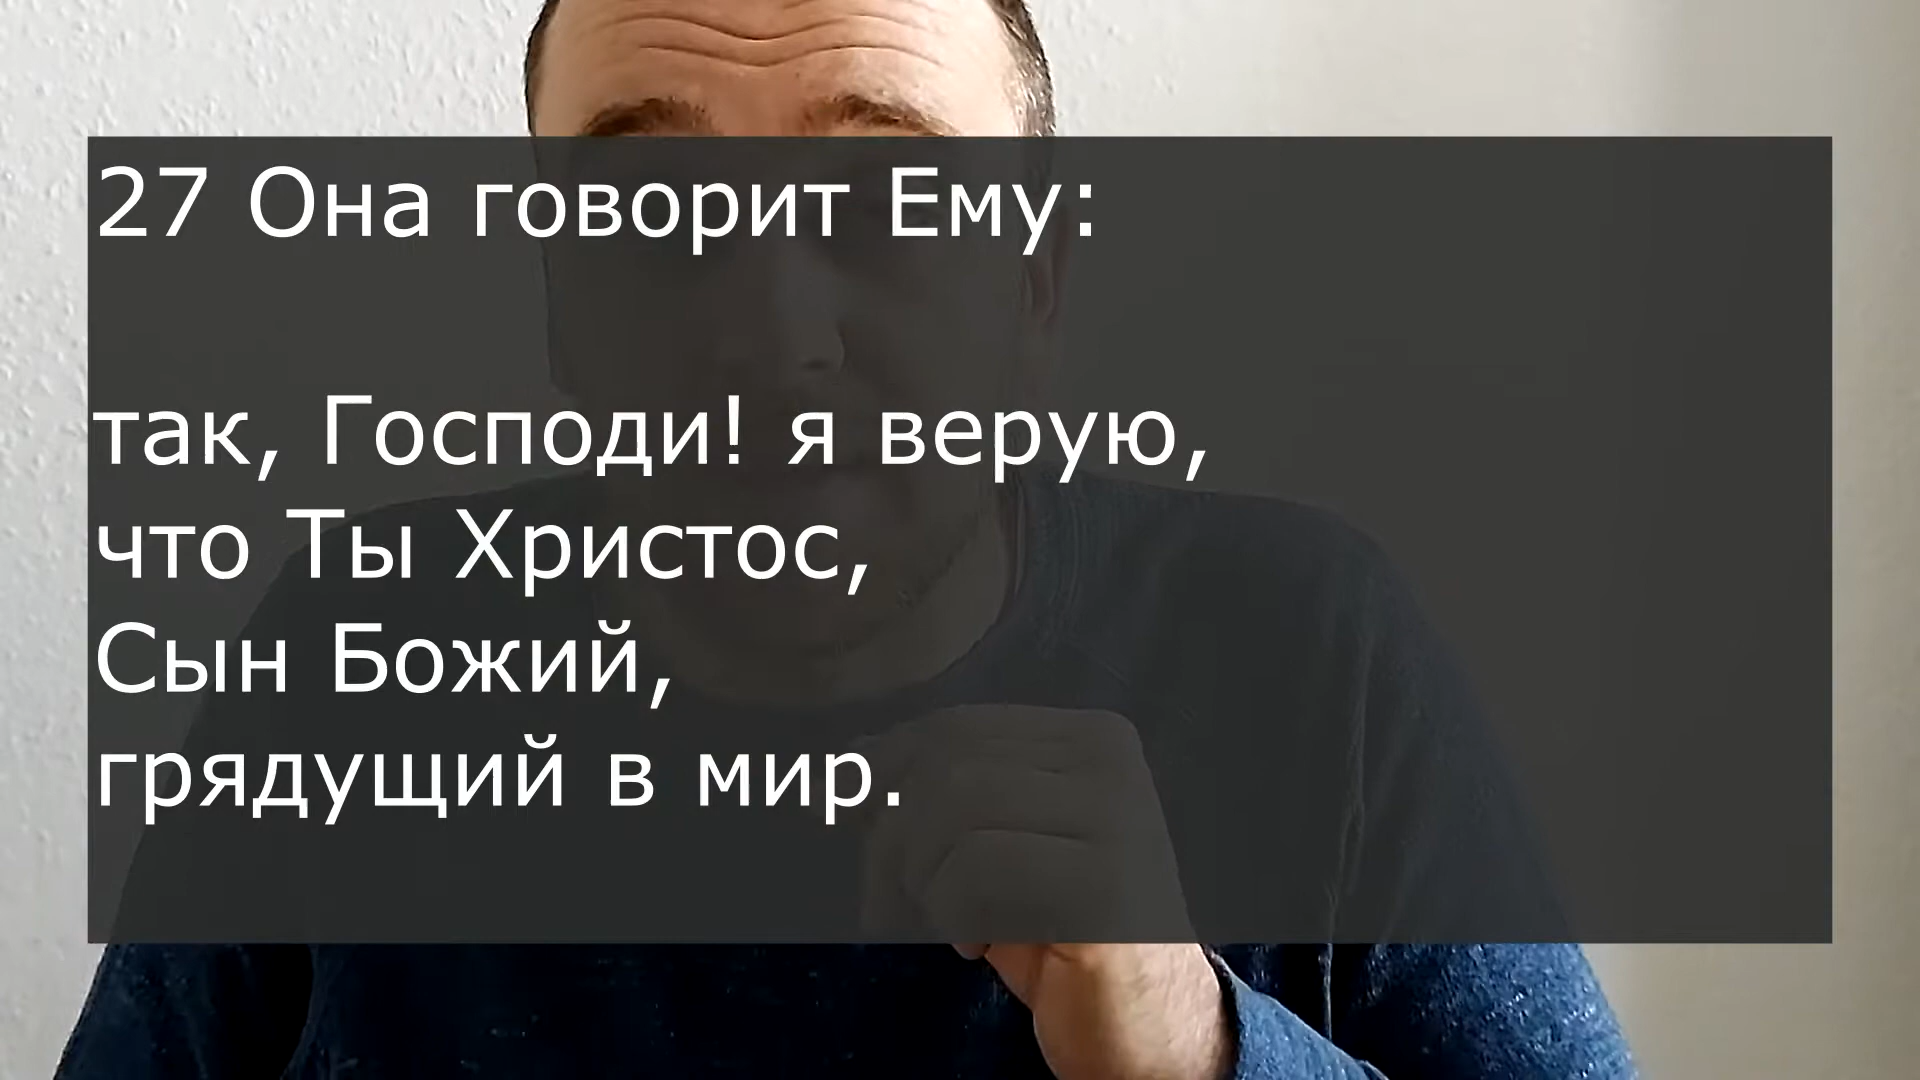 27 Она говорит Ему:
так, Господи! я верую,
что Ты Христос,
Сын Божий,
грядущий в мир.